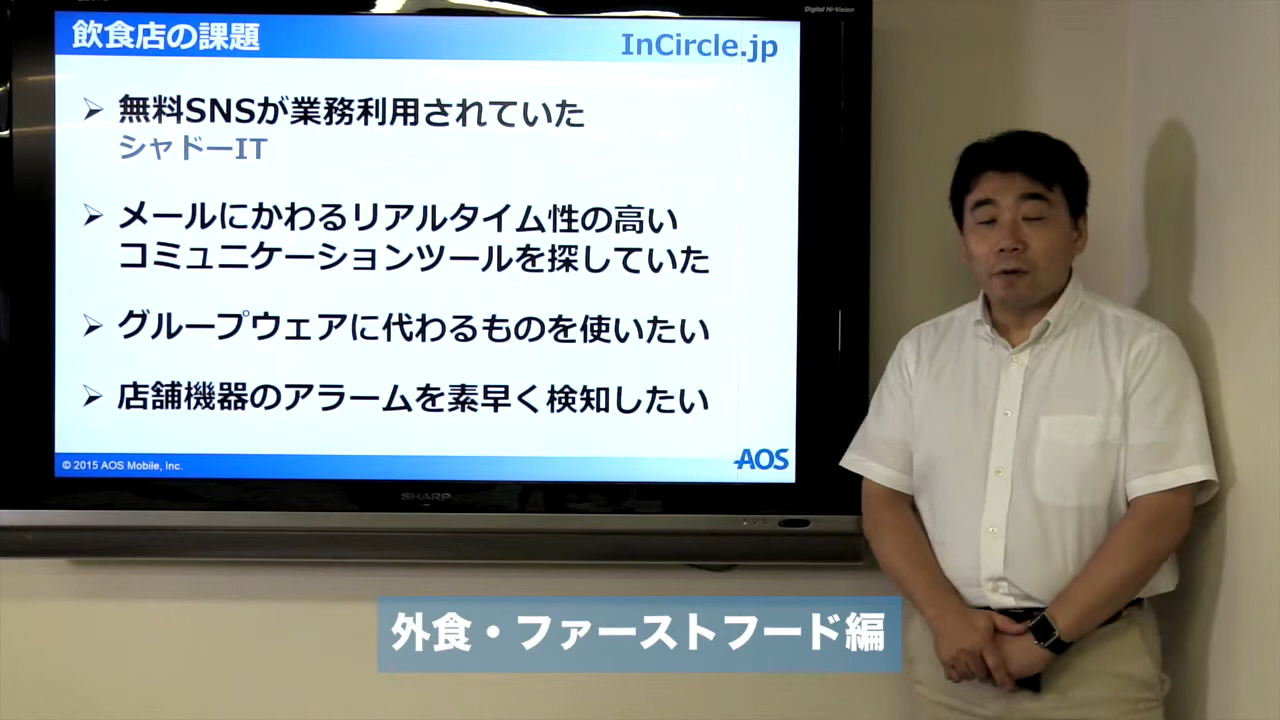 Digital Hi-Vision
飲食店の課題
InCircle.jp
➢ 無料SNSが業務利用されていた
シャドーIT
➢ メールにかわるリアルタイム性の高い
コミュニケーションツールを探していた
➢ グループウェアに代わるものを使いたい
➢ 店舗機器のアラームを素早く検知したい
© 2015 AOS Mobile, Inc.
AOS
SHARP
外食・ファーストフード編